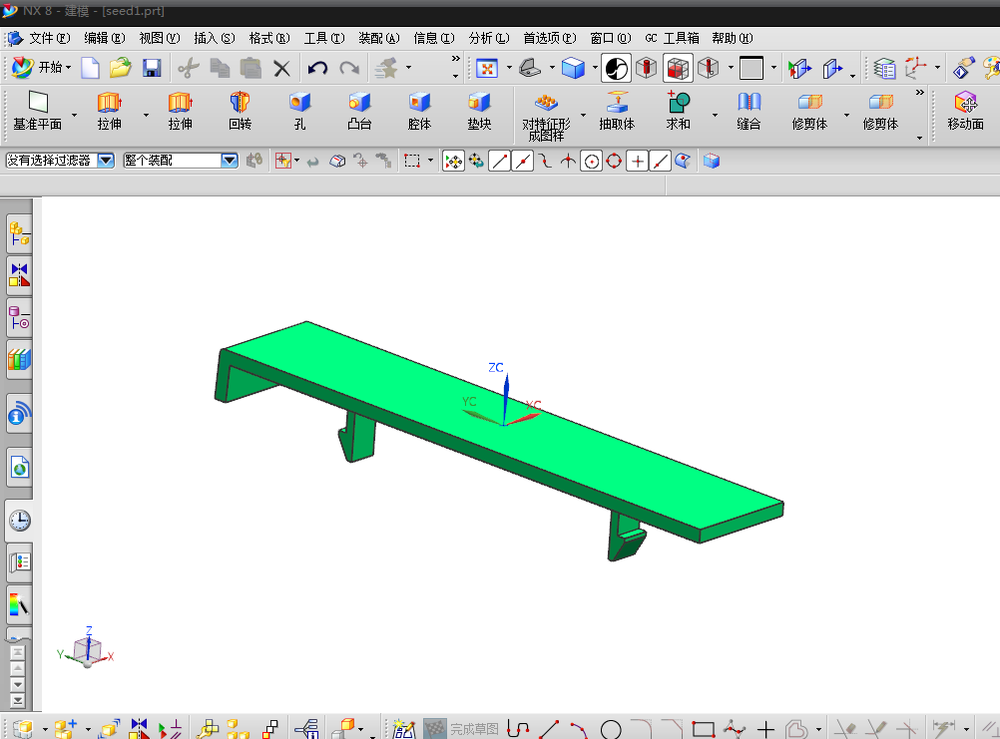 NX 8 - 建模 - [seed1.prt]
文件(F) 编辑(E) 视图(V) 插入(S) 格式(R) 工具(T) 装配(A) 信息(I) 分析(L) 首选项(P) 窗口(O) GC 工具箱 帮助(H)
开始
基准平面 拉伸 拉伸 回转 孔 凸台 腔体 垫块 对特征形成图样 抽取体 求和 缝合 修剪体 修剪体 移动面
没有选择过滤器 整个装配
ZC
YC XC
Z
Y X
完成草图